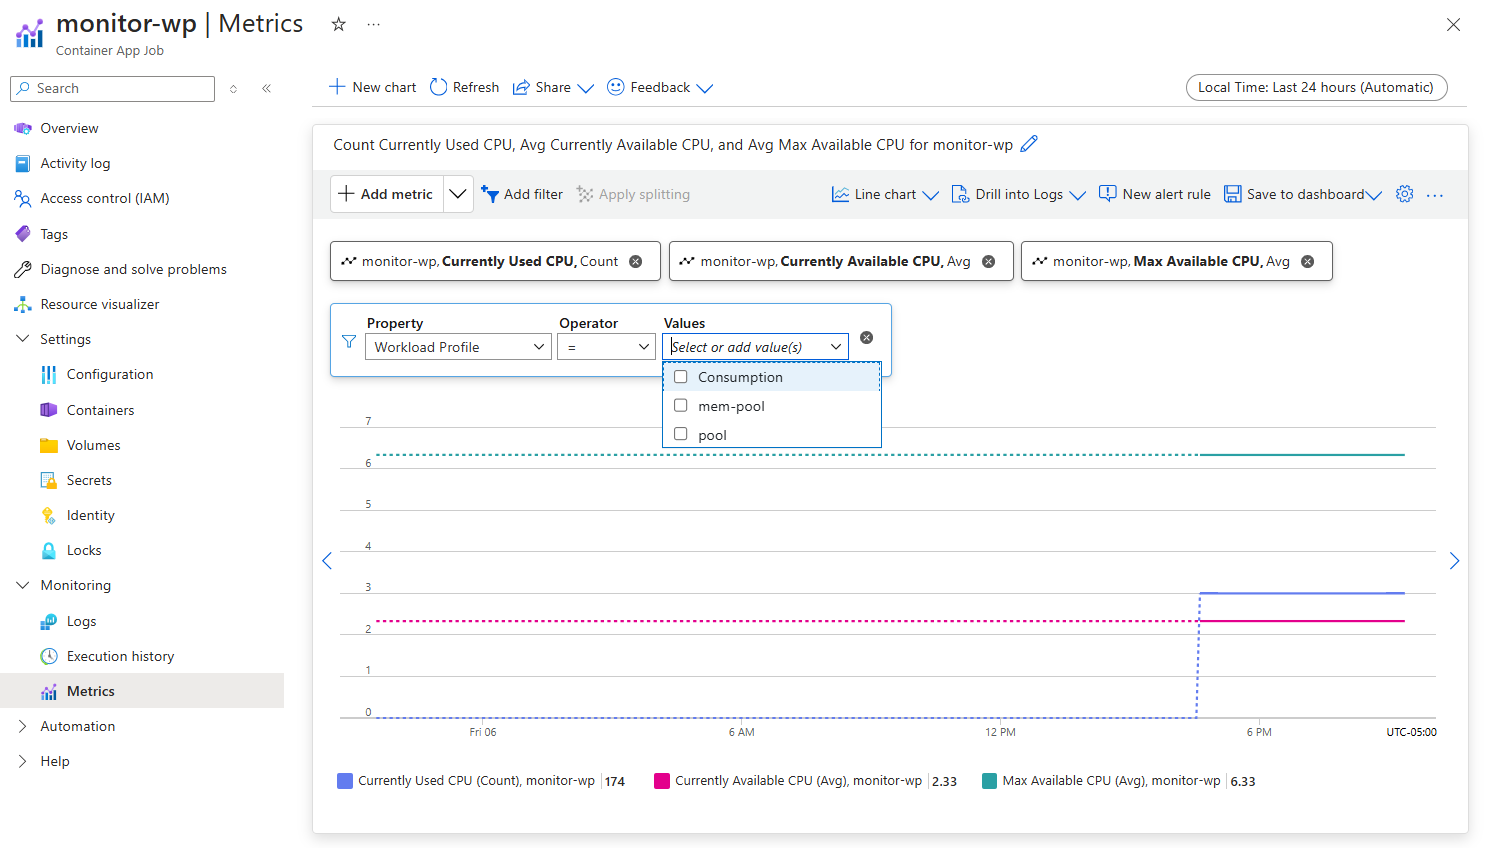 monitor-wp | Metrics
Container App Job
Search
Overview
Activity log
Access control (IAM)
Tags
Diagnose and solve problems
Resource visualizer
Settings
Configuration
Containers
Volumes
Secrets
Identity
Locks
Monitoring
Logs
Execution history
Metrics
Automation
Help
New chart Refresh Share Feedback
Local Time: Last 24 hours (Automatic)
Count Currently Used CPU, Avg Currently Available CPU, and Avg Max Available CPU for monitor-wp
Add metric Add filter Apply splitting Line chart Drill into Logs New alert rule Save to dashboard
monitor-wp, Currently Used CPU, Count
monitor-wp, Currently Available CPU, Avg
monitor-wp, Max Available CPU, Avg
Property Operator Values
Workload Profile = Select or add value(s)
Consumption
mem-pool
pool
7
6
5
4
3
2
1
0
Fri 06 6 AM 12 PM 6 PM UTC-05:00
Currently Used CPU (Count), monitor-wp 174
Currently Available CPU (Avg), monitor-wp 2.33
Max Available CPU (Avg), monitor-wp 6.33